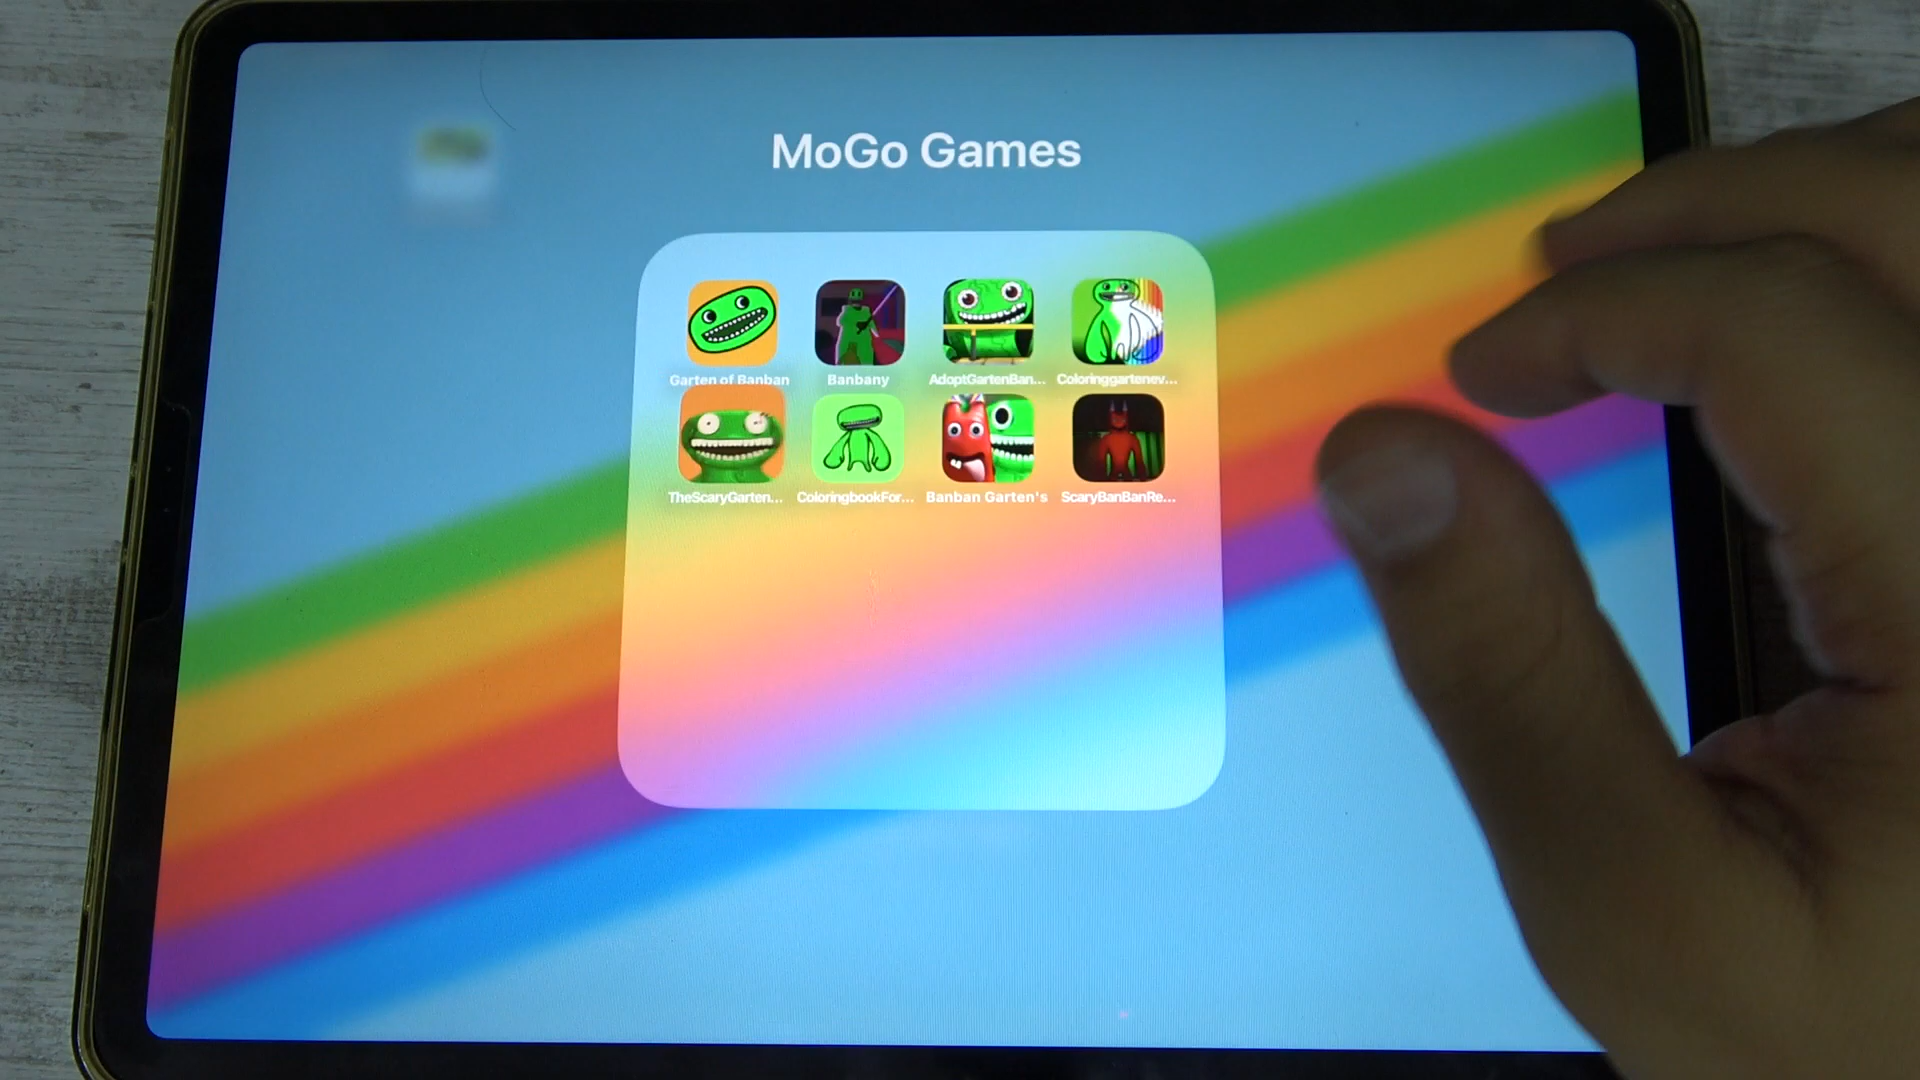 MoGo Games
Garten of Banban
Banbany
AdoptGartenBan...
Coloringgartenev...
TheScaryGarten...
ColoringbookFor...
Banban Garten's
ScaryBanBanRe...